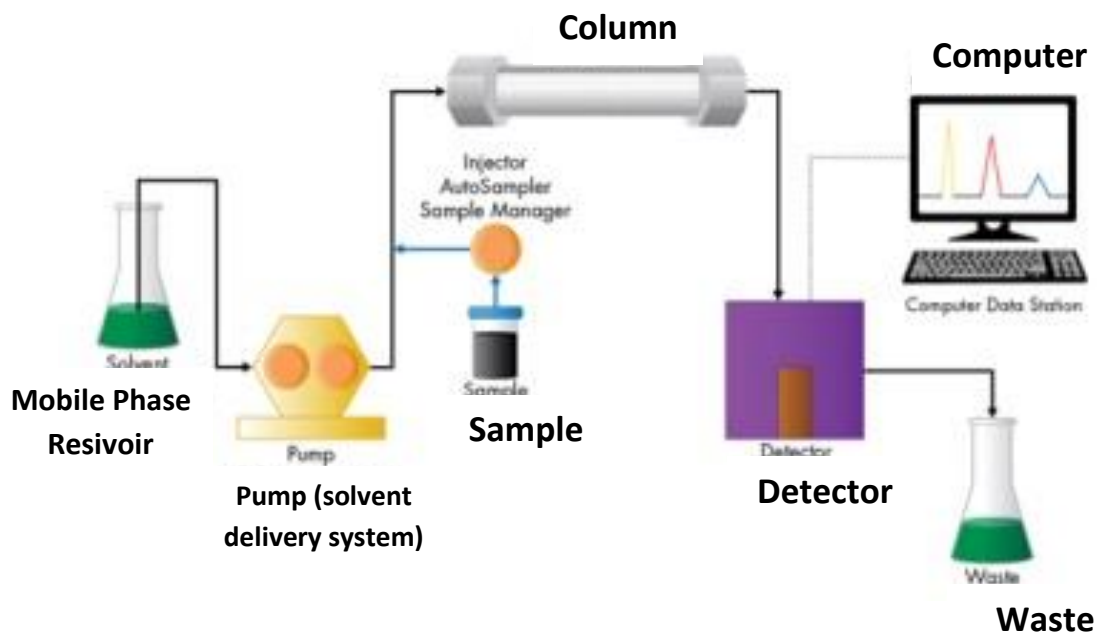 Column
Computer
Injector
AutoSampler
Sample Manager
Computer Data Station
Solvent
Mobile Phase
Resivoir
Sample
Sample
Pump
Pump (solvent
delivery system)
Detector
Detector
Waste
Waste